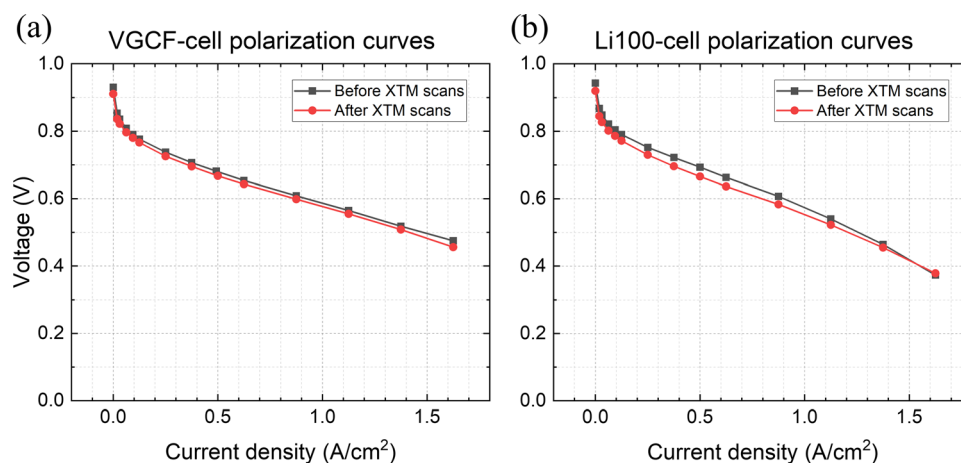 (a)
VGCF-cell polarization curves
1.0
0.8
0.6
0.4
0.2
0.0
Voltage (V)
Before XTM scans
After XTM scans
0.0 0.5 1.0 1.5
Current density (A/cm²)
(b)
Li100-cell polarization curves
1.0
0.8
0.6
0.4
0.2
0.0
Before XTM scans
After XTM scans
0.0 0.5 1.0 1.5
Current density (A/cm²)